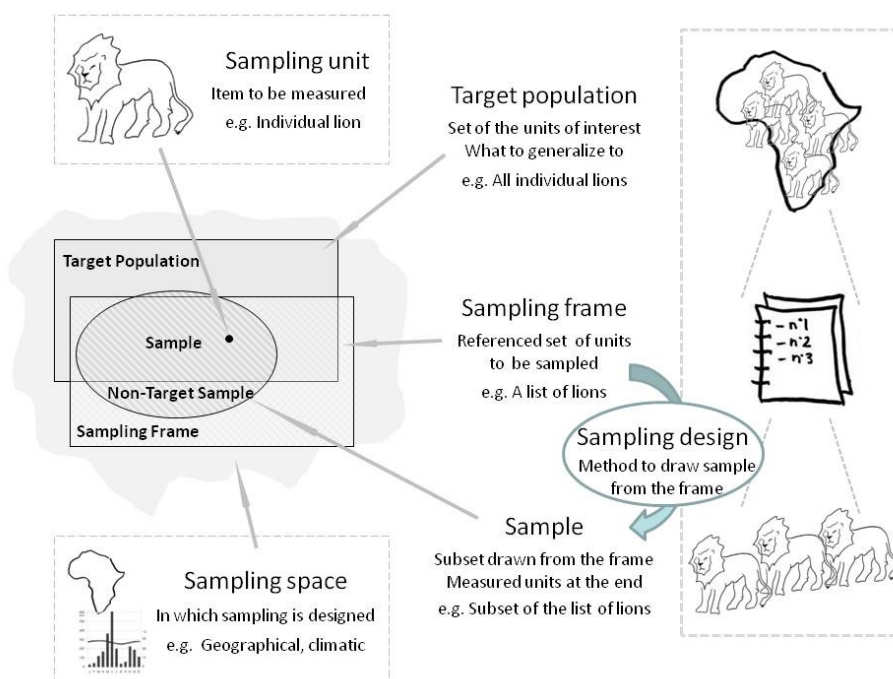 Sampling unit
Item to be measured
e.g. Individual lion
Target population
Set of the units of interest
What to generalize to
e.g. All individual lions
Target Population
Sample
Non-Target Sample
Sampling Frame
Sampling frame
Referenced set of units
to be sampled
e.g. A list of lions
- n°1
- n°2
- n°3
Sampling design
Method to draw sample
from the frame
Sample
Subset drawn from the frame
Measured units at the end
e.g. Subset of the list of lions
Sampling space
In which sampling is designed
e.g. Geographical, climatic